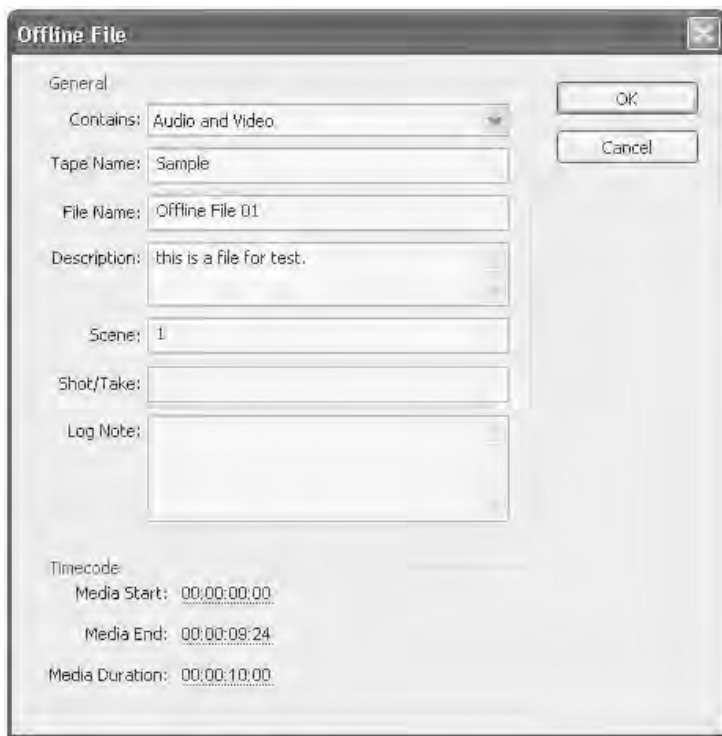 Offline File
General
OK
Contains: Audio and Video
Cancel
Tape Name: Sample
File Name: Offline File 01
Description: this is a file for test.
Scene: 1
Shot/Take:
Log Note:
Timecode
Media Start: 00:00:00:00
Media End: 00:00:09:24
Media Duration: 00:00:10:00